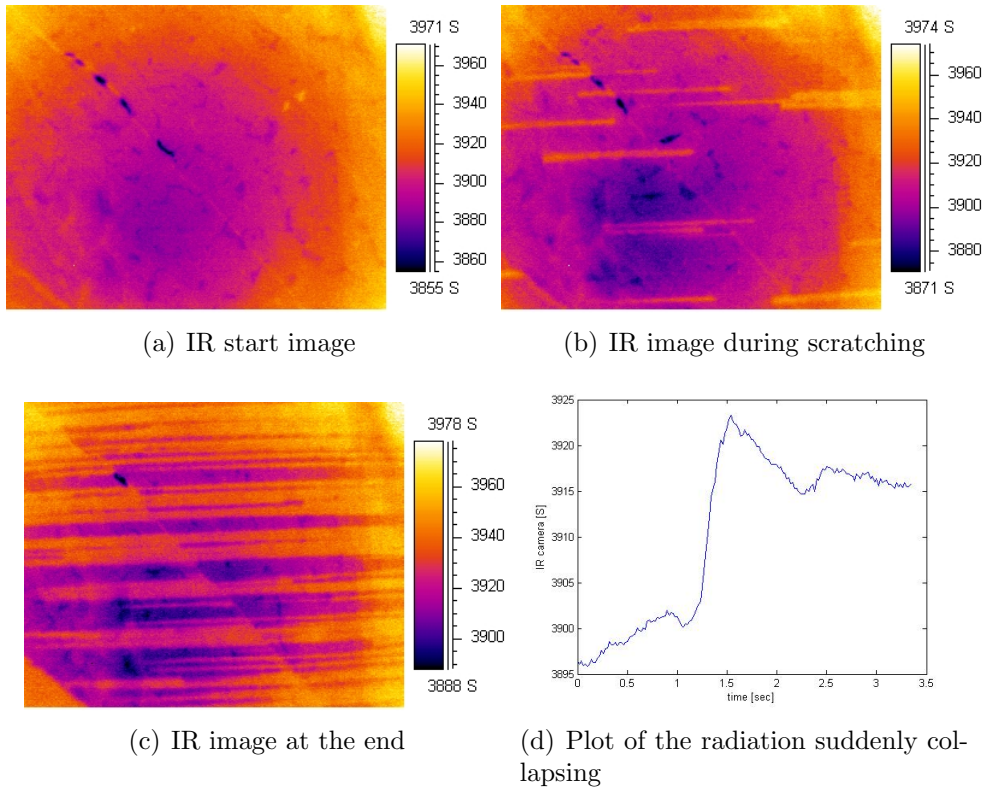 3971 S
3960
3940
3920
3900
3880
3860
3855 S
(a) IR start image
3974 S
3960
3940
3920
3900
3880
3871 S
(b) IR image during scratching
3978 S
3960
3940
3920
3900
3888 S
(c) IR image at the end
3925
3920
3915
3910
3905
3900
3895
IR camera [S]
0
0.5
1
1.5
2
2.5
3
3.5
time [sec]
(d) Plot of the radiation suddenly col-
lapsing